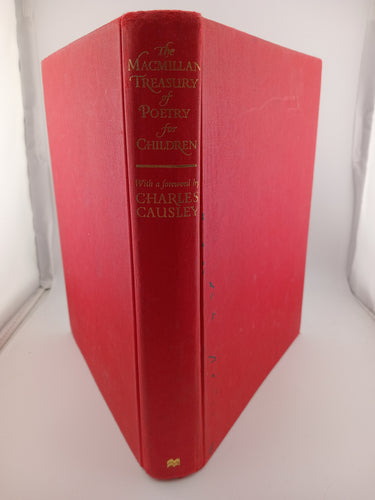 The
MACMILLAN
TREASURY
of
POETRY
for
CHILDREN
With a foreword by
CHARLES
CAUSLEY